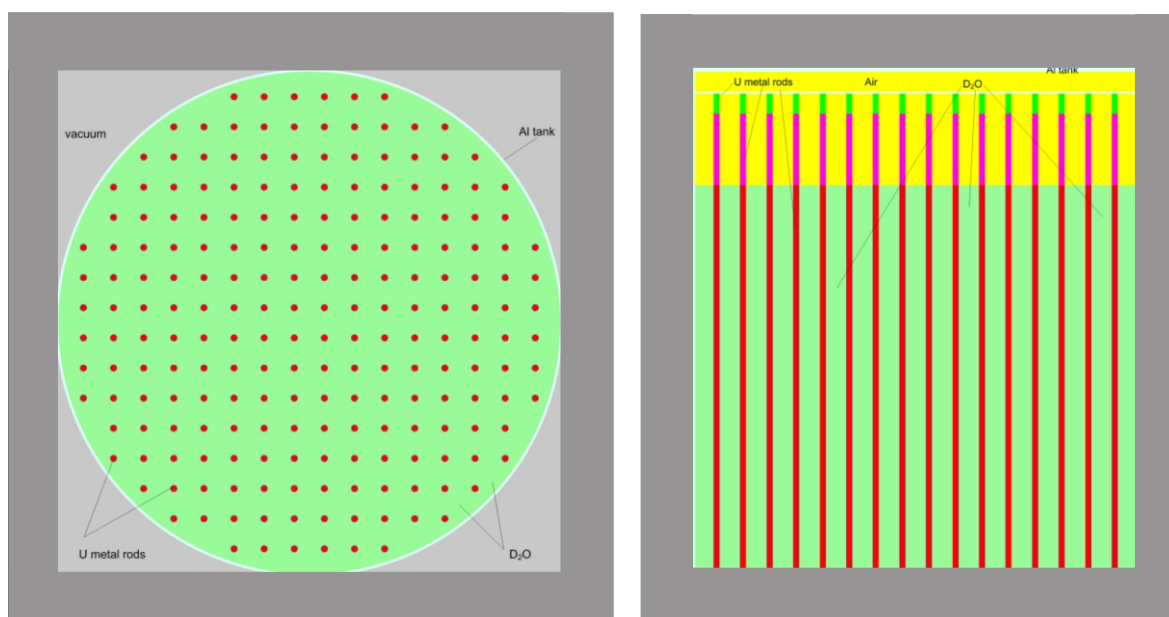 vacuum
Al tank
U metal rods
D₂O
Al tank
U metal rods
Air
D₂O